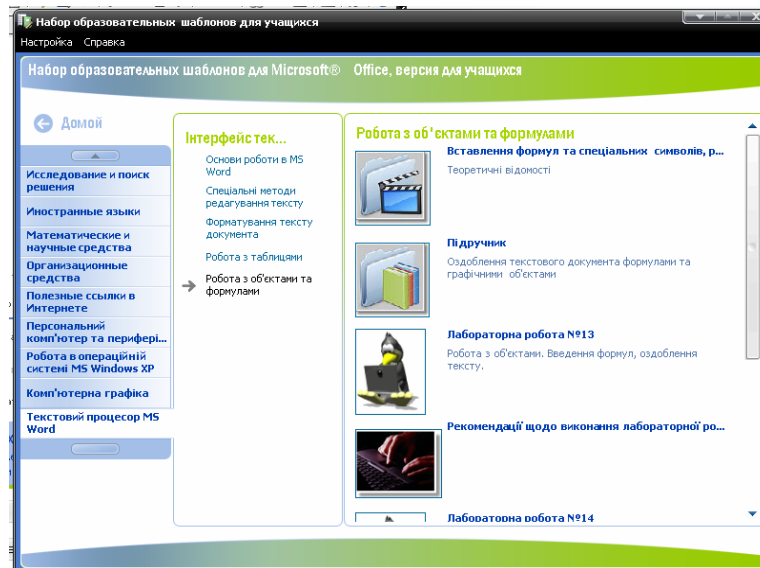 Набор образовательных шаблонов для учащихся
Настройка Справка
Набор образовательных шаблонов для Microsoft® Office, версия для учащихся
Домой
Исследование и поиск
решения
Иностранные языки
Математические и
научные средства
Организационные
средства
Полезные ссылки в
Интернете
Персональний
комп'ютер та перифері...
Робота в операційній
системі MS Windows XP
Комп'ютерна графіка
Текстовий процесор MS
Word
Інтерфейс тек...
Основи роботи в MS
Word
Спеціальні методи
редагування тексту
Форматування тексту
документа
Робота з таблицями
Робота з об'єктами та
формулами
Робота з об'єктами та формулами
Вставлення формул та спеціальних символів, р...
Теоретичні відомості
Підручник
Оздоблення текстового документа формулами та
графічними об'єктами
Лабораторна робота №13
Робота з об'єктами. Введення формул, оздоблення
тексту.
Рекомендації щодо виконання лабораторної ро...
Лабораторна робота №14